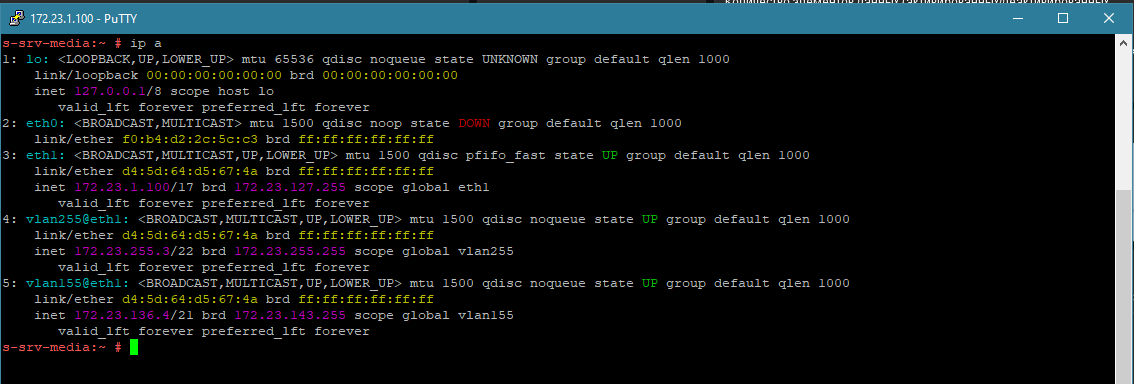 172.23.1.100 - PuTTY
s-srv-media:~ # ip a
1: lo: <LOOPBACK,UP,LOWER_UP> mtu 65536 qdisc noqueue state UNKNOWN group default qlen 1000
    link/loopback 00:00:00:00:00:00 brd 00:00:00:00:00:00
    inet 127.0.0.1/8 scope host lo
       valid_lft forever preferred_lft forever
2: eth0: <BROADCAST,MULTICAST> mtu 1500 qdisc noop state DOWN group default qlen 1000
    link/ether f0:b4:d2:2c:5c:c3 brd ff:ff:ff:ff:ff:ff
3: eth1: <BROADCAST,MULTICAST,UP,LOWER_UP> mtu 1500 qdisc pfifo_fast state UP group default qlen 1000
    link/ether d4:5d:64:d5:67:4a brd ff:ff:ff:ff:ff:ff
    inet 172.23.1.100/17 brd 172.23.127.255 scope global eth1
       valid_lft forever preferred_lft forever
4: vlan255@eth1: <BROADCAST,MULTICAST,UP,LOWER_UP> mtu 1500 qdisc noqueue state UP group default qlen 1000
    link/ether d4:5d:64:d5:67:4a brd ff:ff:ff:ff:ff:ff
    inet 172.23.255.3/22 brd 172.23.255.255 scope global vlan255
       valid_lft forever preferred_lft forever
5: vlan155@eth1: <BROADCAST,MULTICAST,UP,LOWER_UP> mtu 1500 qdisc noqueue state UP group default qlen 1000
    link/ether d4:5d:64:d5:67:4a brd ff:ff:ff:ff:ff:ff
    inet 172.23.136.4/21 brd 172.23.143.255 scope global vlan155
       valid_lft forever preferred_lft forever
s-srv-media:~ #